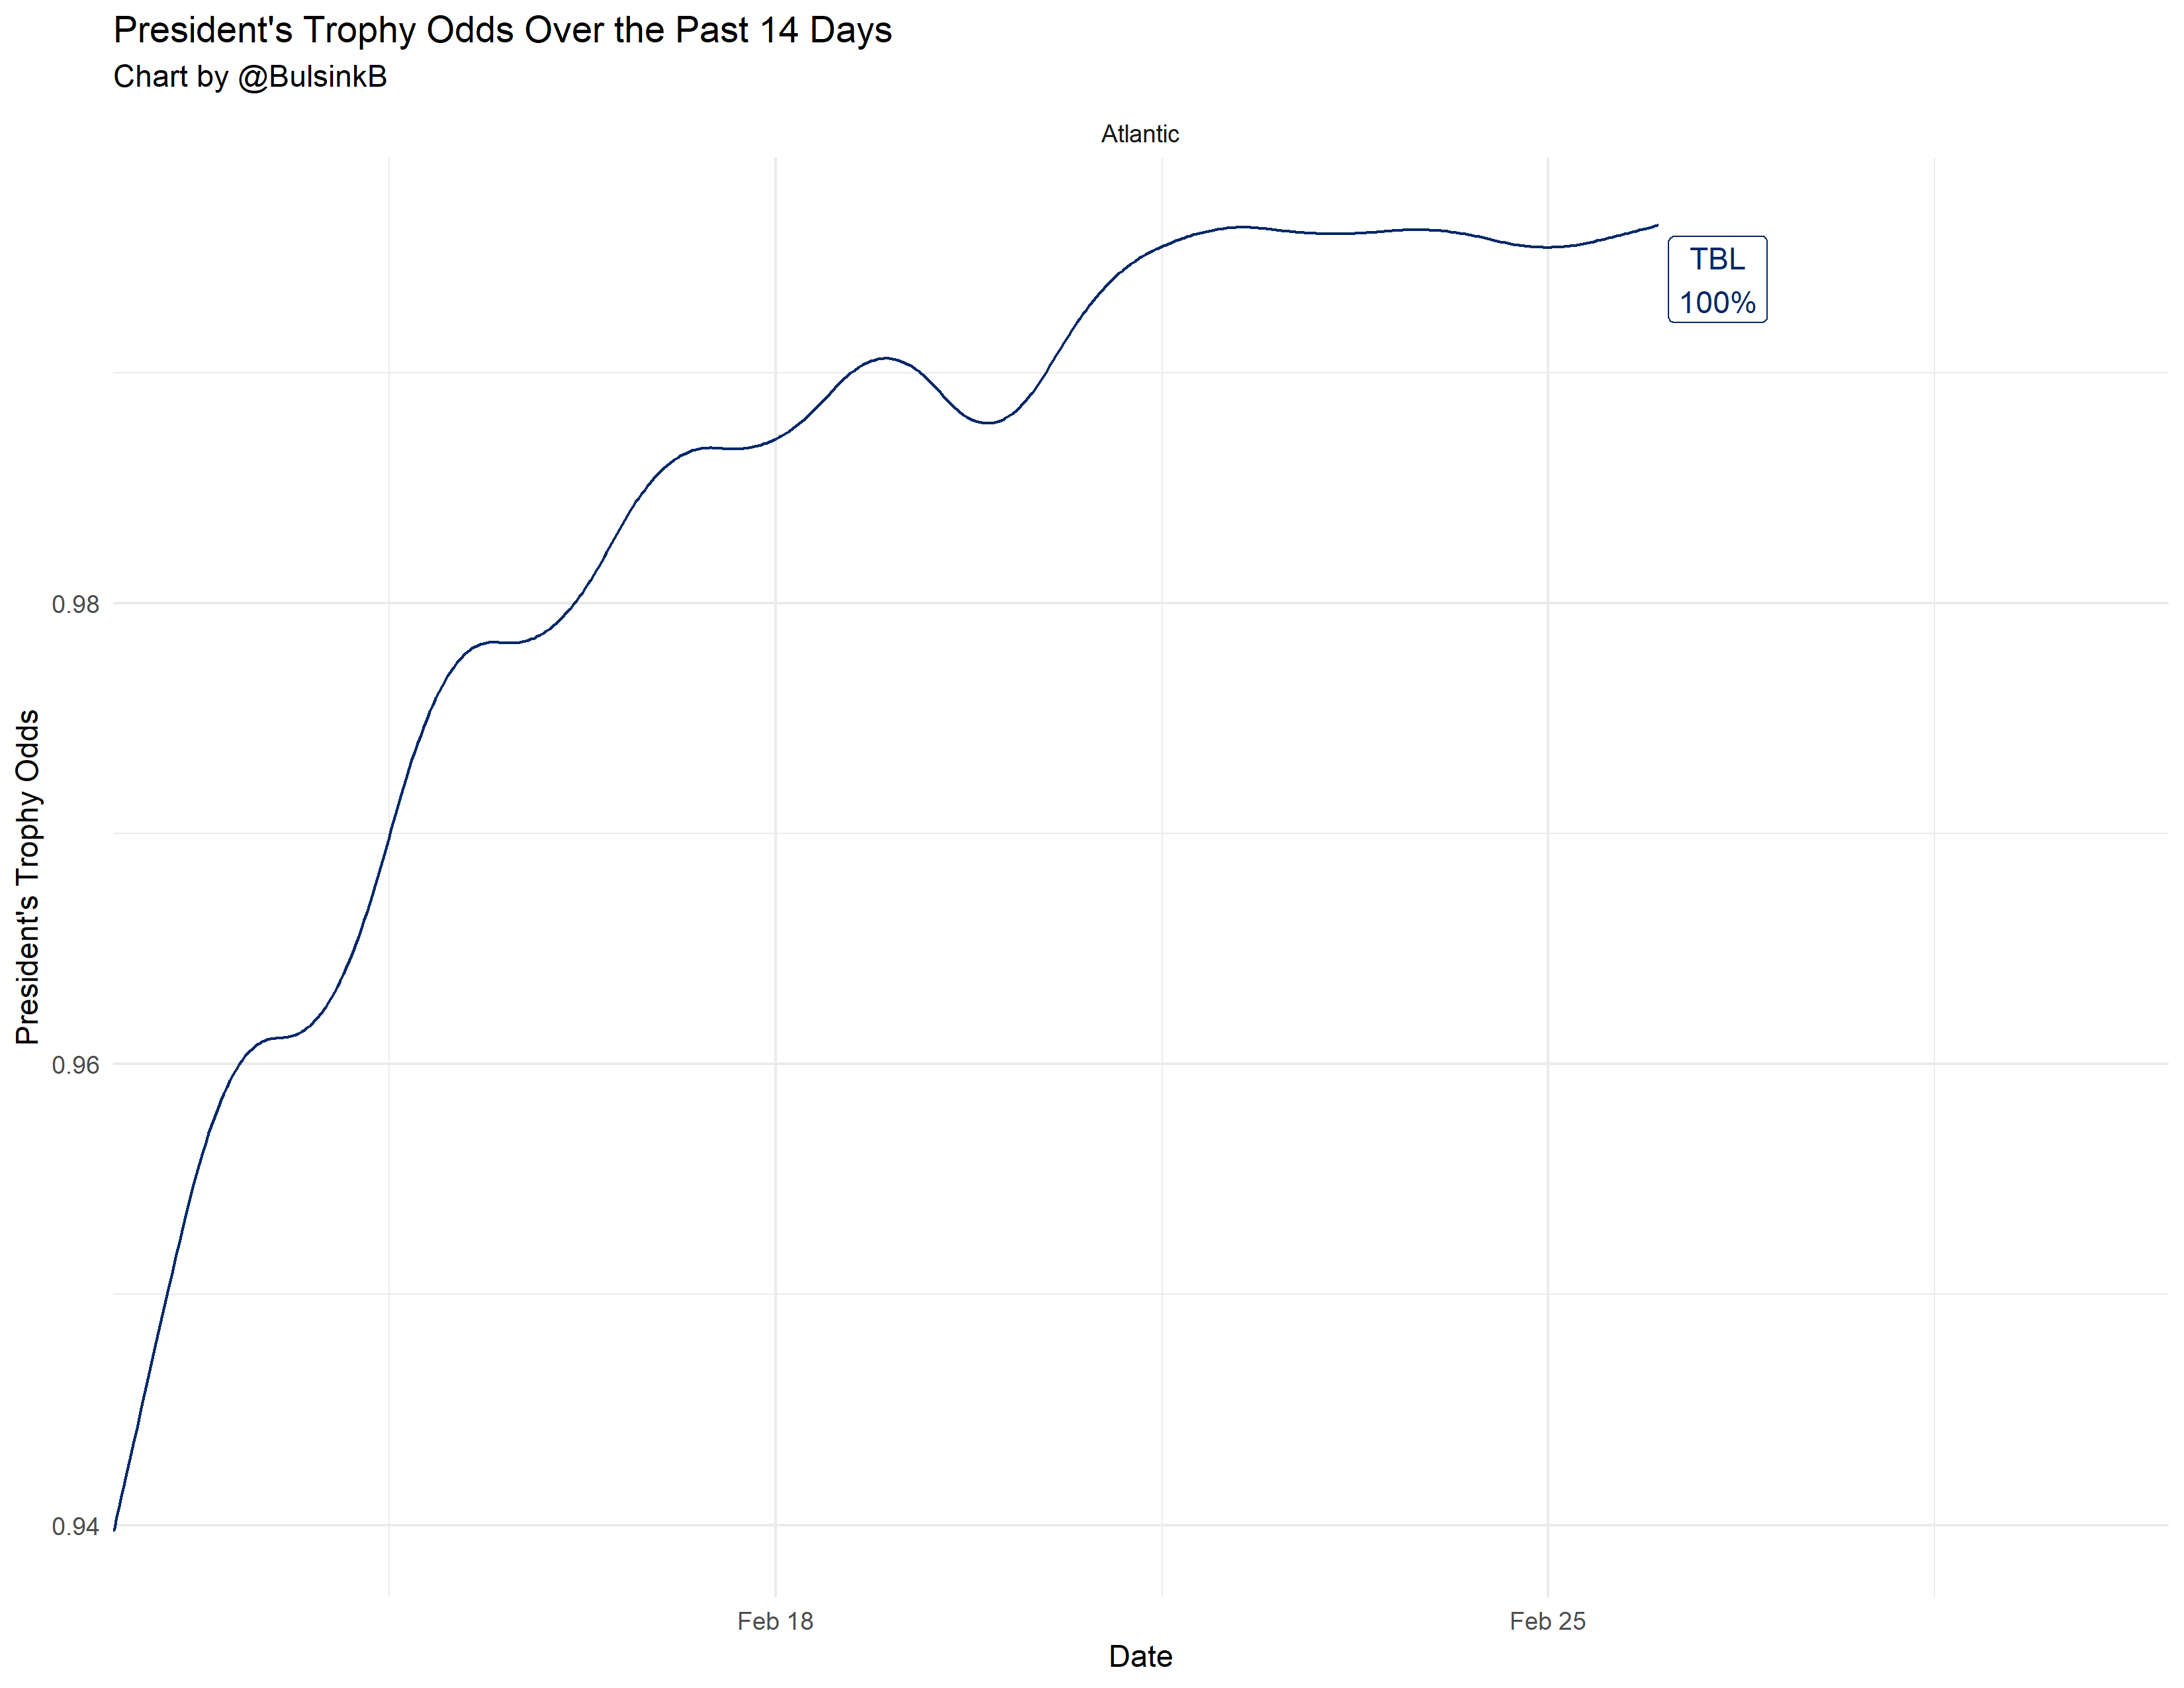 President's Trophy Odds Over the Past 14 Days
Chart by @BulsinkB
Atlantic
TBL
100%
0.98
0.96
0.94
President's Trophy Odds
Feb 18
Feb 25
Date